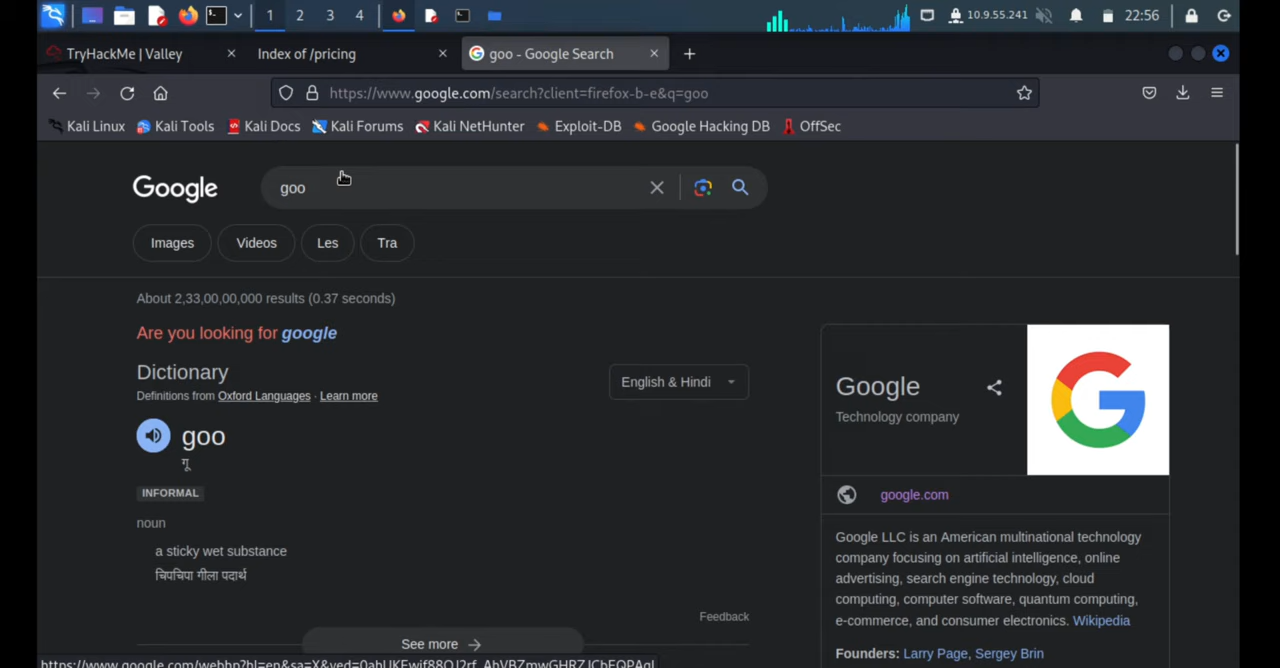 1 2 3 4 10.9.55.241 22:56
TryHackMe | Valley Index of /pricing goo - Google Search
https://www.google.com/search?client=firefox-b-e&q=goo
Kali Linux Kali Tools Kali Docs Kali Forums Kali NetHunter Exploit-DB Google Hacking DB OffSec
Google goo
Images Videos Les Tra
About 2,33,00,00,000 results (0.37 seconds)
Are you looking for google
Dictionary
Definitions from Oxford Languages · Learn more
English & Hindi
goo
गू
INFORMAL
noun
a sticky wet substance
चिपचिपा गीला पदार्थ
Feedback
See more
Google
Technology company
google.com
Google LLC is an American multinational technology
company focusing on artificial intelligence, online
advertising, search engine technology, cloud
computing, computer software, quantum computing,
e-commerce, and consumer electronics. Wikipedia
Founders: Larry Page, Sergey Brin